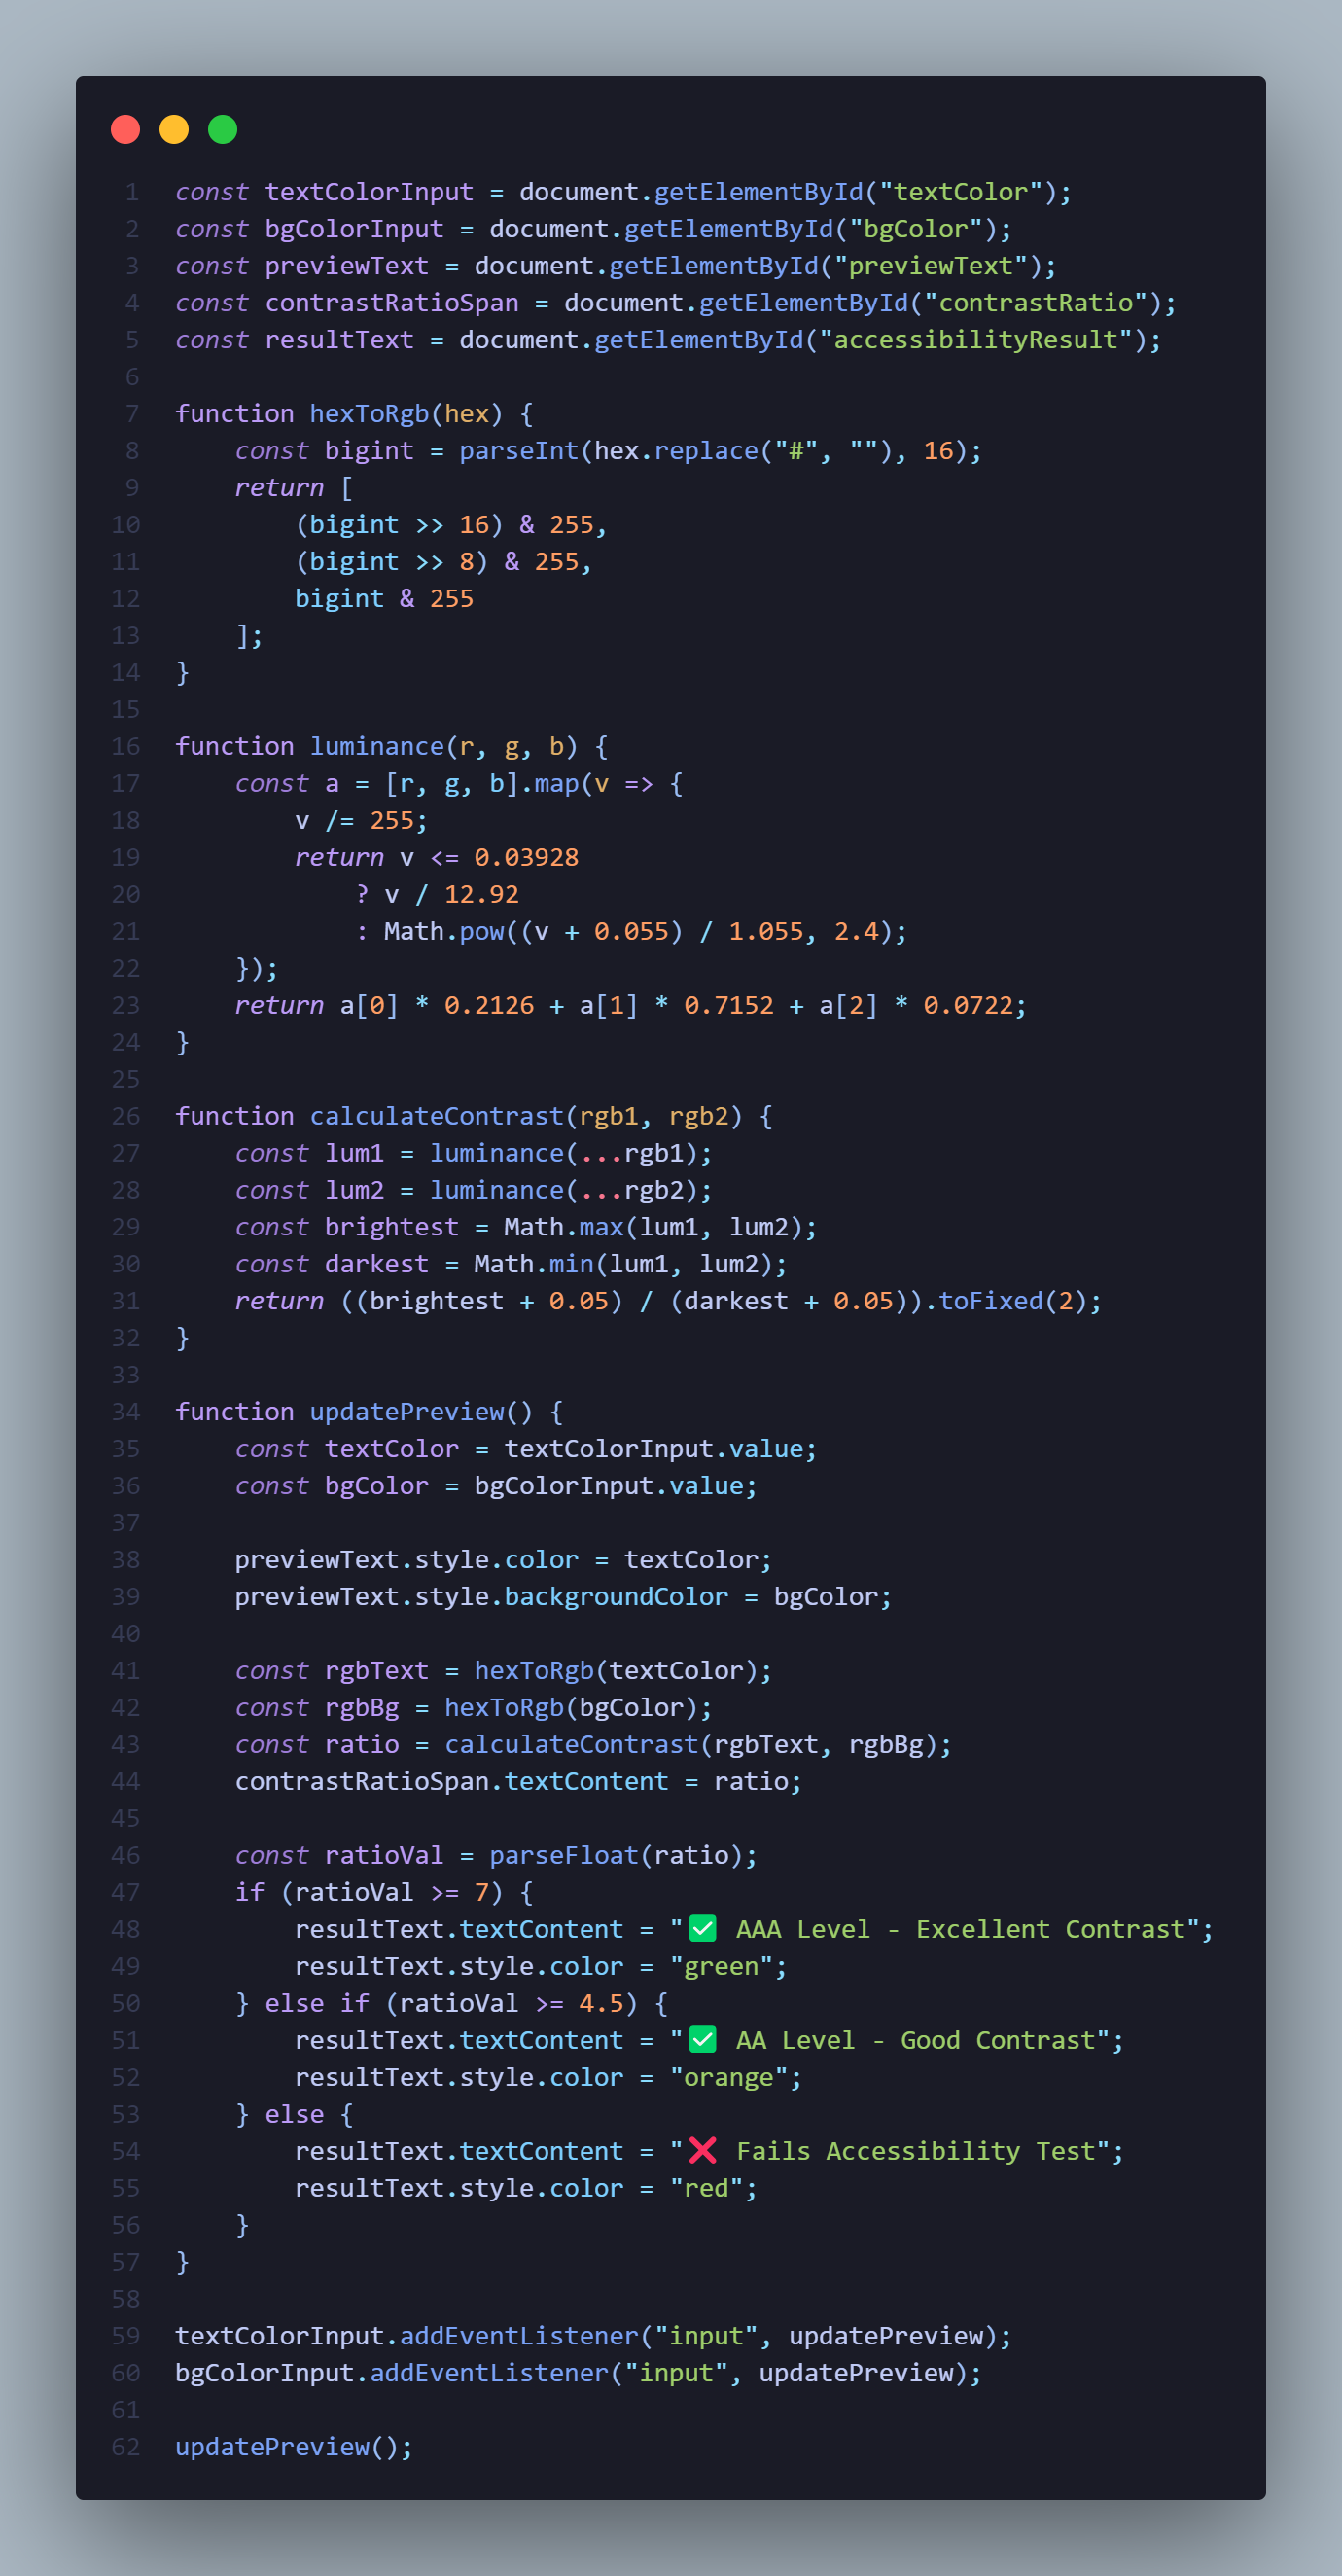 1 const textColorInput = document.getElementById("textColor");
2 const bgColorInput = document.getElementById("bgColor");
3 const previewText = document.getElementById("previewText");
4 const contrastRatioSpan = document.getElementById("contrastRatio");
5 const resultText = document.getElementById("accessibilityResult");
6
7 function hexToRgb(hex) {
8     const bigint = parseInt(hex.replace("#", ""), 16);
9     return [
10         (bigint >> 16) & 255,
11         (bigint >> 8) & 255,
12         bigint & 255
13     ];
14 }
15
16 function luminance(r, g, b) {
17     const a = [r, g, b].map(v => {
18         v /= 255;
19         return v <= 0.03928
20             ? v / 12.92
21             : Math.pow((v + 0.055) / 1.055, 2.4);
22     });
23     return a[0] * 0.2126 + a[1] * 0.7152 + a[2] * 0.0722;
24 }
25
26 function calculateContrast(rgb1, rgb2) {
27     const lum1 = luminance(...rgb1);
28     const lum2 = luminance(...rgb2);
29     const brightest = Math.max(lum1, lum2);
30     const darkest = Math.min(lum1, lum2);
31     return ((brightest + 0.05) / (darkest + 0.05)).toFixed(2);
32 }
33
34 function updatePreview() {
35     const textColor = textColorInput.value;
36     const bgColor = bgColorInput.value;
37
38     previewText.style.color = textColor;
39     previewText.style.backgroundColor = bgColor;
40
41     const rgbText = hexToRgb(textColor);
42     const rgbBg = hexToRgb(bgColor);
43     const ratio = calculateContrast(rgbText, rgbBg);
44     contrastRatioSpan.textContent = ratio;
45
46     const ratioVal = parseFloat(ratio);
47     if (ratioVal >= 7) {
48         resultText.textContent = "✅ AAA Level - Excellent Contrast";
49         resultText.style.color = "green";
50     } else if (ratioVal >= 4.5) {
51         resultText.textContent = "✅ AA Level - Good Contrast";
52         resultText.style.color = "orange";
53     } else {
54         resultText.textContent = "❌ Fails Accessibility Test";
55         resultText.style.color = "red";
56     }
57 }
58
59 textColorInput.addEventListener("input", updatePreview);
60 bgColorInput.addEventListener("input", updatePreview);
61
62 updatePreview();